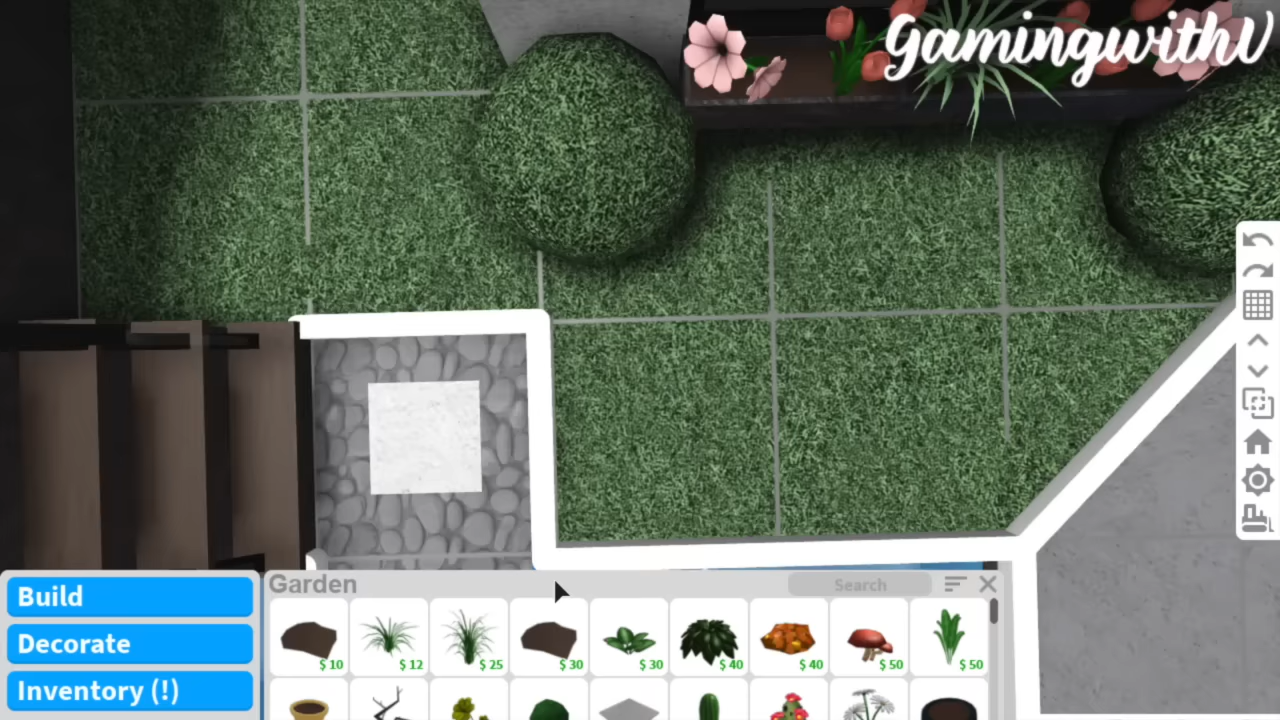 GamingwithV
Build
Decorate
Inventory (!)
Garden
Search
$ 10
$ 12
$ 25
$ 30
$ 30
$ 40
$ 40
$ 50
$ 50